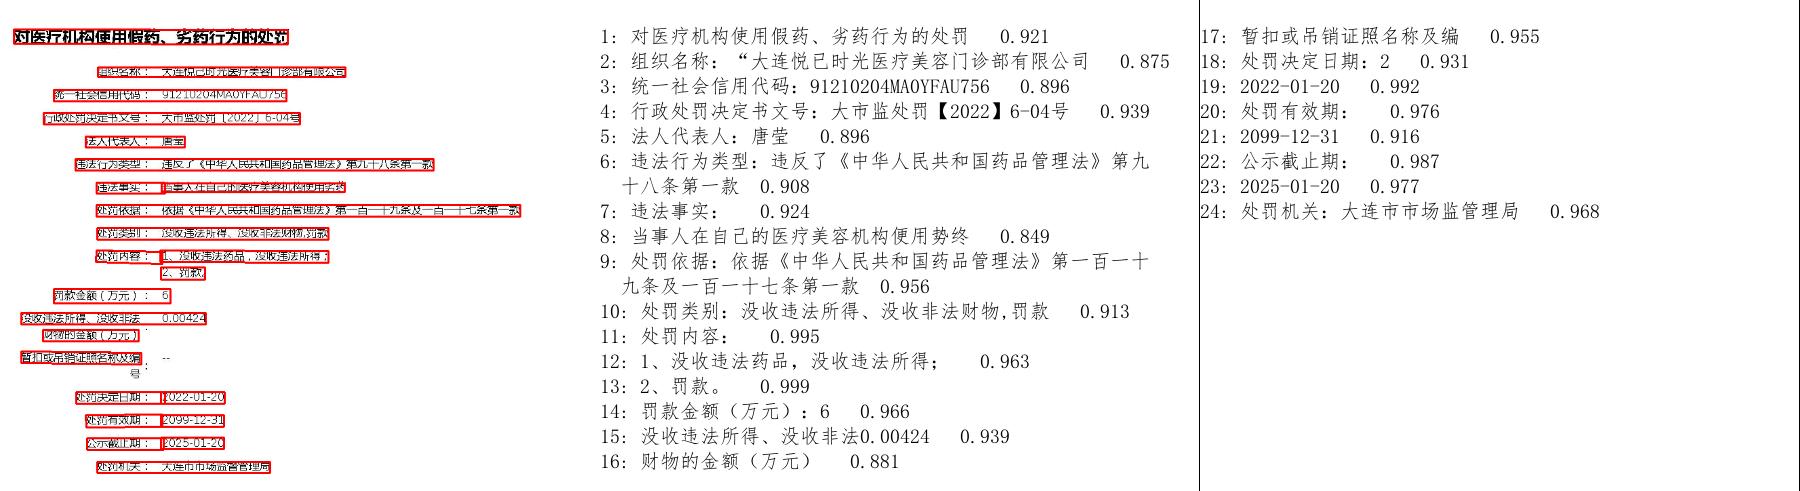 对医疗机构使用假药、劣药行为的处罚
组织名称： 大连悦己时光医疗美容门诊部有限公司
统一社会信用代码： 91210204MA0YFAU756
行政处罚决定书文号： 大市监处罚〔2022〕6-04号
法人代表人： 唐莹
违法行为类型： 违反了《中华人民共和国药品管理法》第九十八条第一款
违法事实： 当事人在自己的医疗美容机构使用劣药
处罚依据： 依据《中华人民共和国药品管理法》第一百一十九条及一百一十七条第一款
处罚类别： 没收违法所得、没收非法财物,罚款
处罚内容： 1、没收违法药品，没收违法所得；
2、罚款。
罚款金额（万元）： 6
没收违法所得、没收非法 0.00424
财物的金额（万元）：
暂扣或吊销证照名称及编 --
号：
处罚决定日期： 2022-01-20
处罚有效期： 2099-12-31
公示截止期： 2025-01-20
处罚机关： 大连市市场监督管理局
1: 对医疗机构使用假药、劣药行为的处罚 0.921
2: 组织名称: “大连悦已时光医疗美容门诊部有限公司 0.875
3: 统一社会信用代码: 91210204MA0YFAU756 0.896
4: 行政处罚决定书文号: 大市监处罚【2022】6-04号 0.939
5: 法人代表人: 唐莹 0.896
6: 违法行为类型: 违反了《中华人民共和国药品管理法》第九
十八条第一款 0.908
7: 违法事实: 0.924
8: 当事人在自己的医疗美容机构便用势终 0.849
9: 处罚依据: 依据《中华人民共和国药品管理法》第一百一十
九条及一百一十七条第一款 0.956
10: 处罚类别: 没收违法所得、没收非法财物,罚款 0.913
11: 处罚内容: 0.995
12: 1、没收违法药品，没收违法所得； 0.963
13: 2、罚款。 0.999
14: 罚款金额（万元）: 6 0.966
15: 没收违法所得、没收非法0.00424 0.939
16: 财物的金额（万元） 0.881
17: 暂扣或吊销证照名称及编 0.955
18: 处罚决定日期: 2 0.931
19: 2022-01-20 0.992
20: 处罚有效期: 0.976
21: 2099-12-31 0.916
22: 公示截止期: 0.987
23: 2025-01-20 0.977
24: 处罚机关: 大连市市场监管理局 0.968